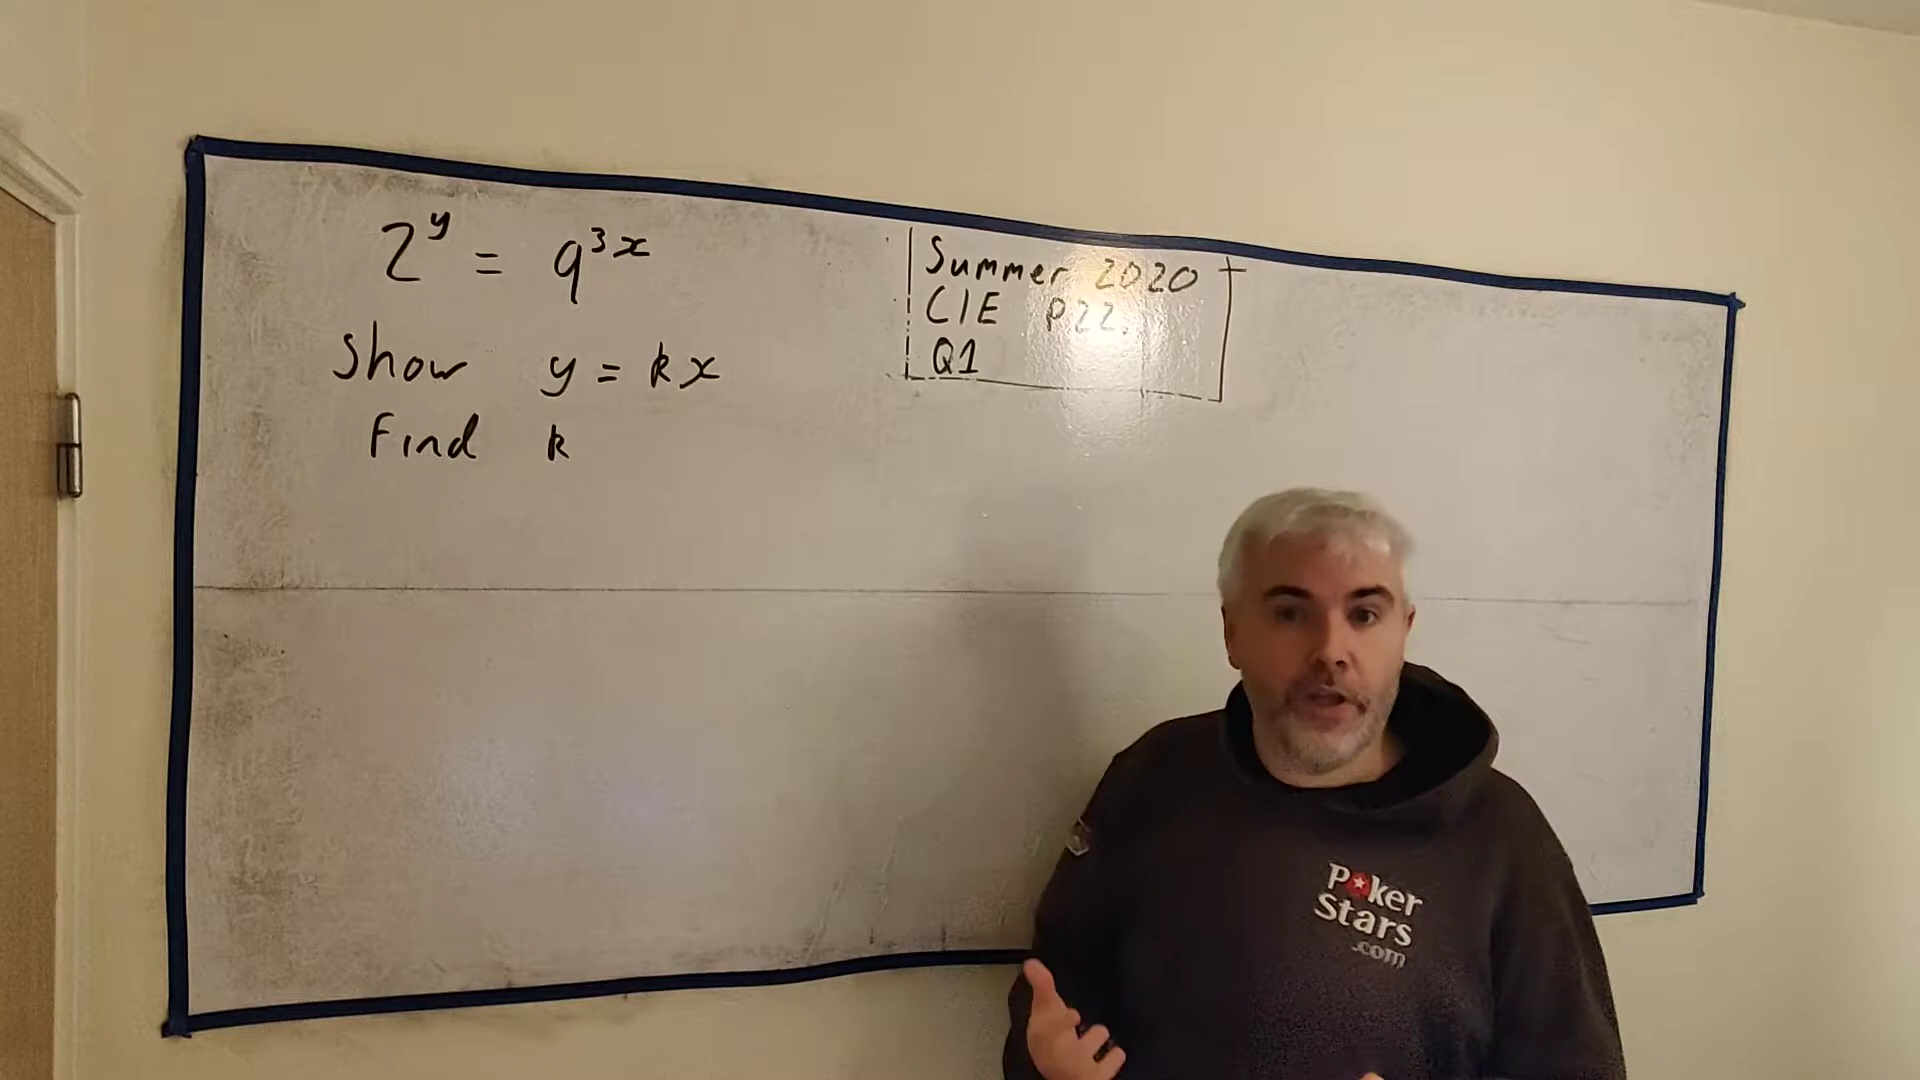 2^y = 9^3x
Show y = kx
Find k
Summer 2020
CIE P22.
Q1
PokerStars
.com